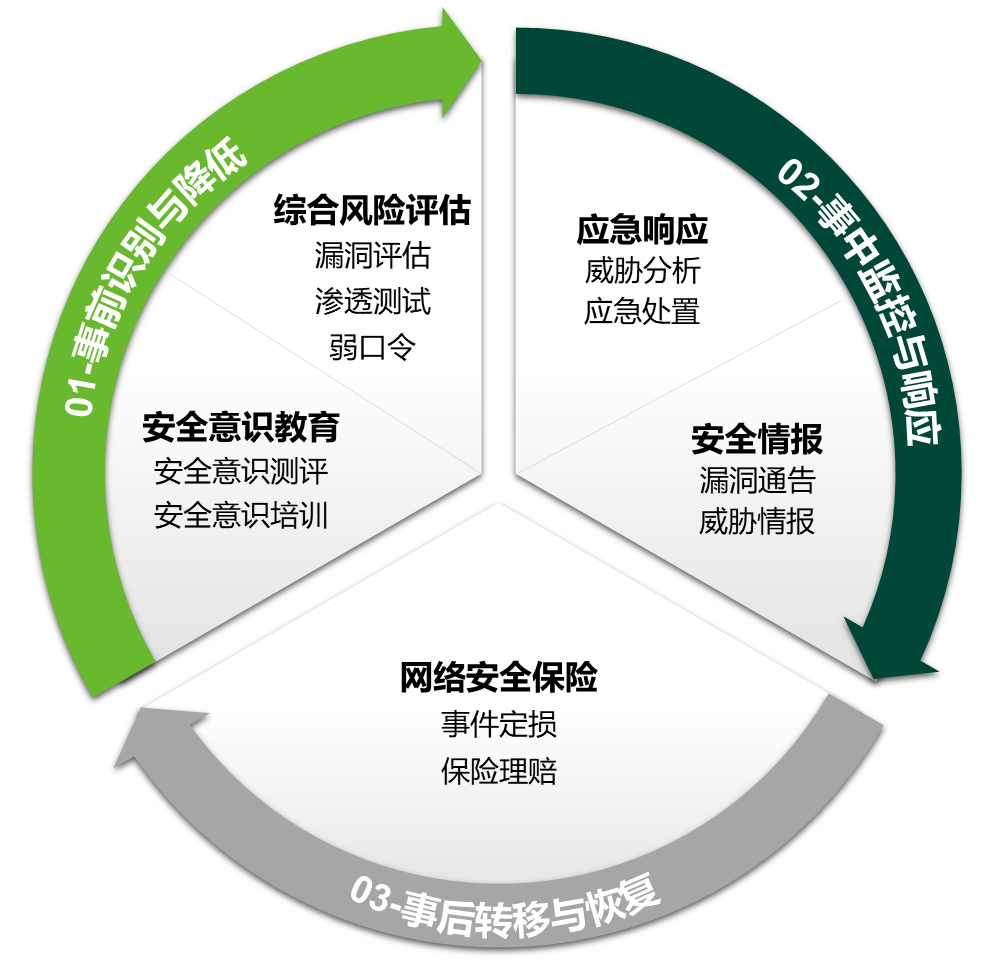 01-事前识别与降低
综合风险评估
漏洞评估
渗透测试
弱口令
安全意识教育
安全意识测评
安全意识培训
02-事中监控与响应
应急响应
威胁分析
应急处置
安全情报
漏洞通告
威胁情报
网络安全保险
事件定损
保险理赔
03-事后转移与恢复